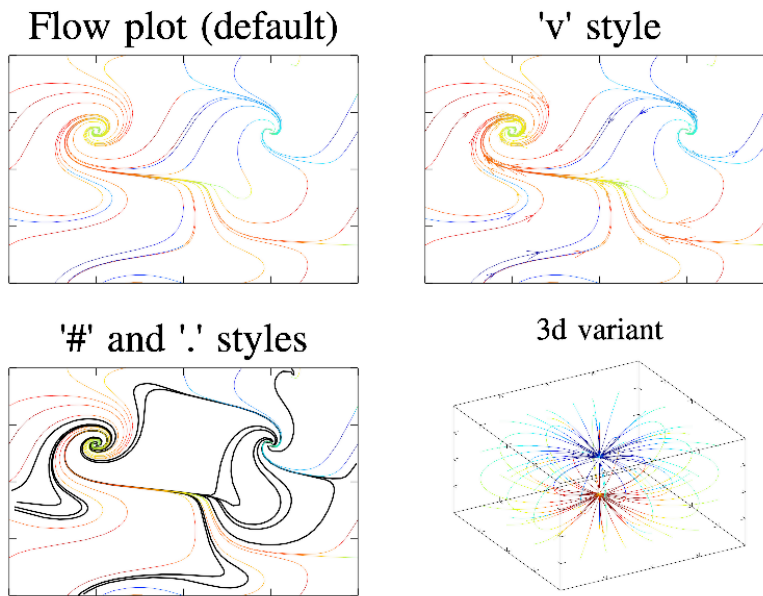 Flow plot (default)
'v' style
'#' and '.' styles
3d variant